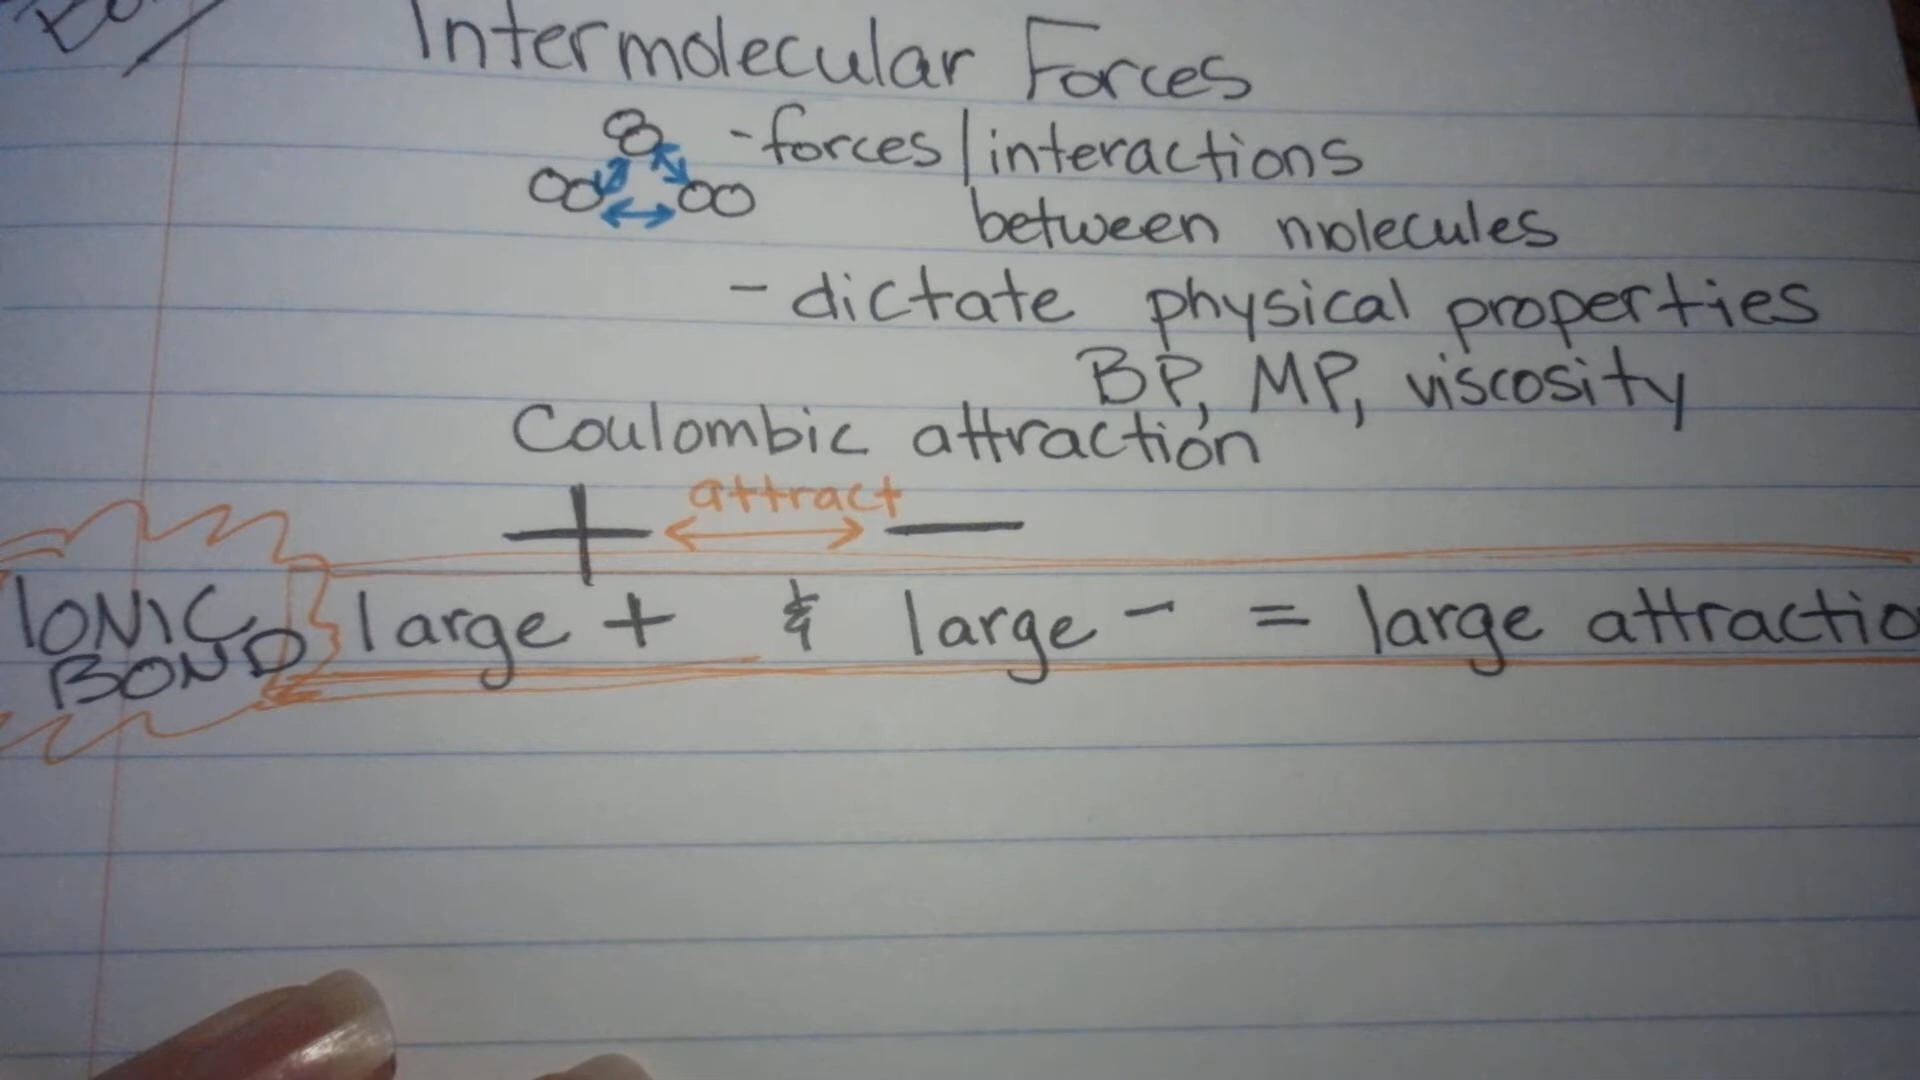 Intermolecular Forces
-forces/interactions
between molecules
- dictate physical properties
BP, MP, viscosity
Coulombic attraction
+ attract −
IONIC BOND large + & large - = large attractio